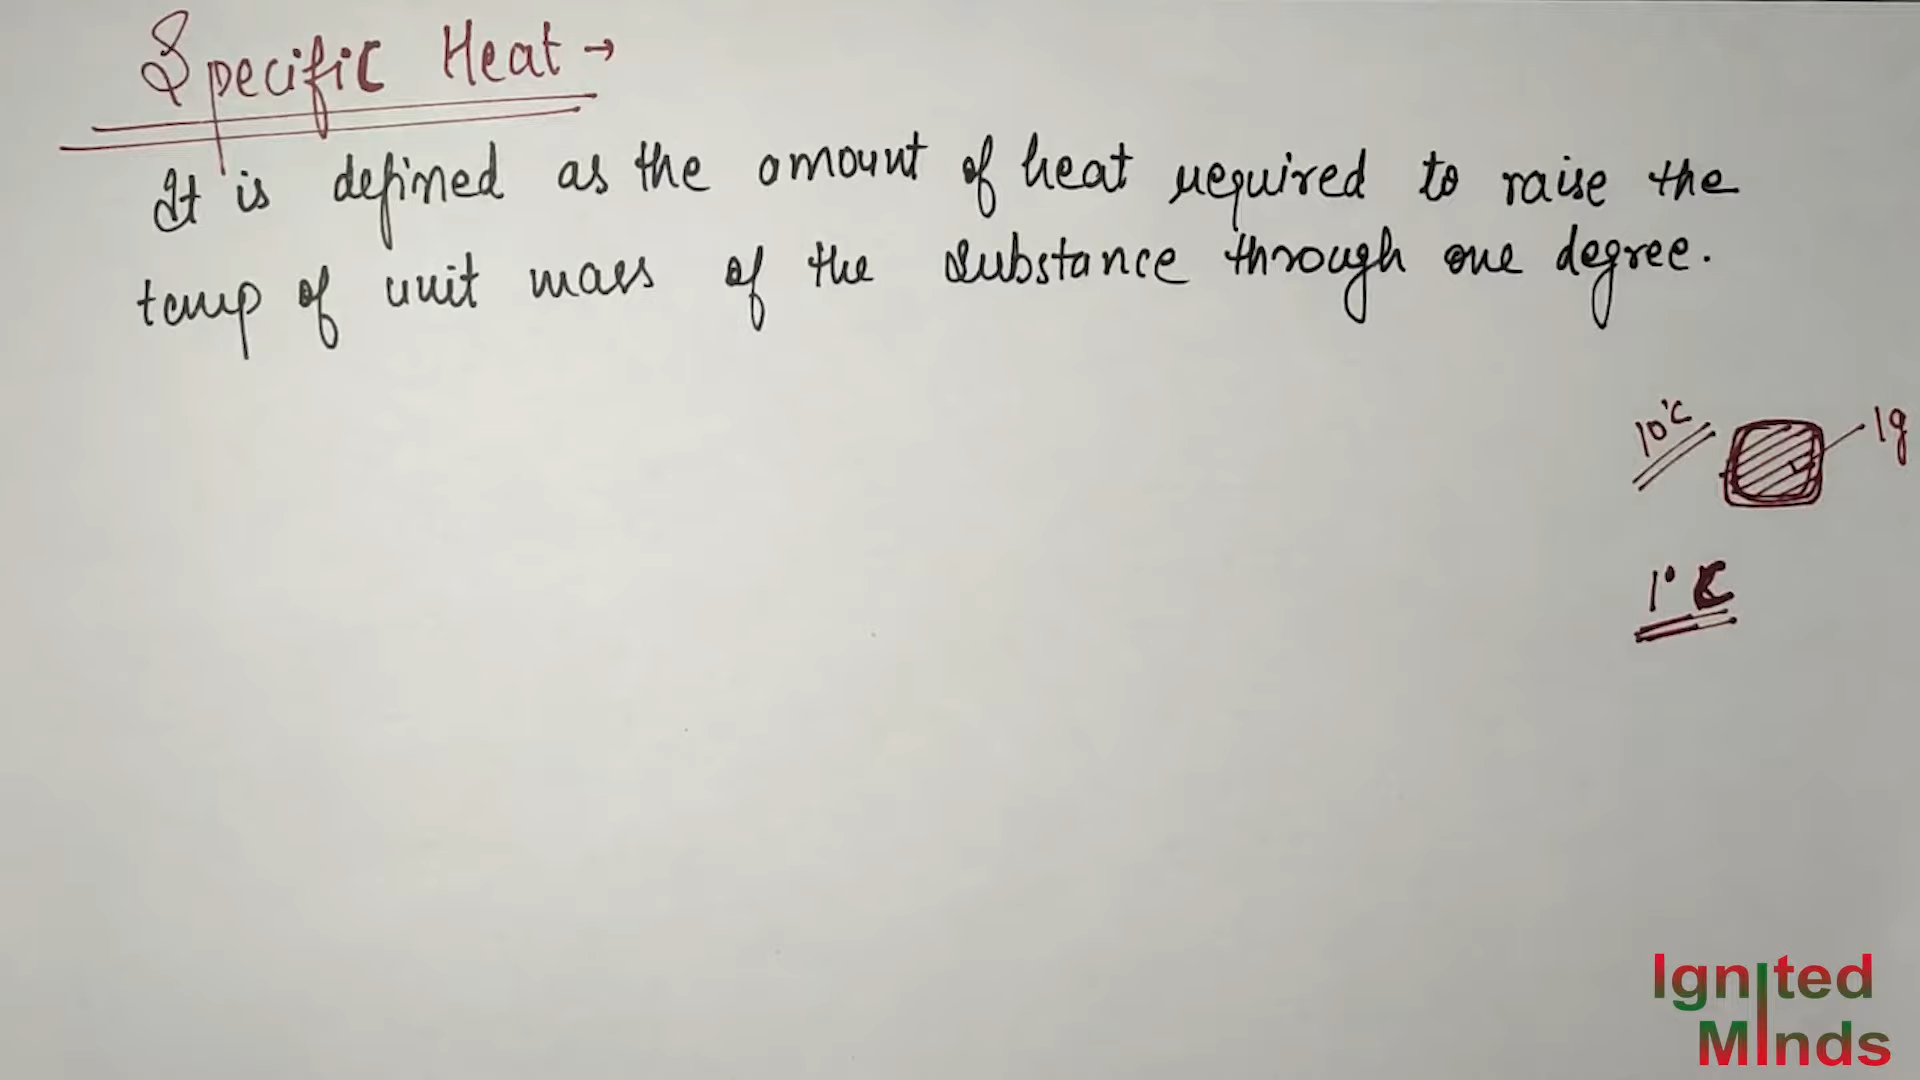 Specific Heat →
It is defined as the amount of heat required to raise the
temp of unit mass of the substance through one degree.
10°C
1g
1°C
Ignited
Minds